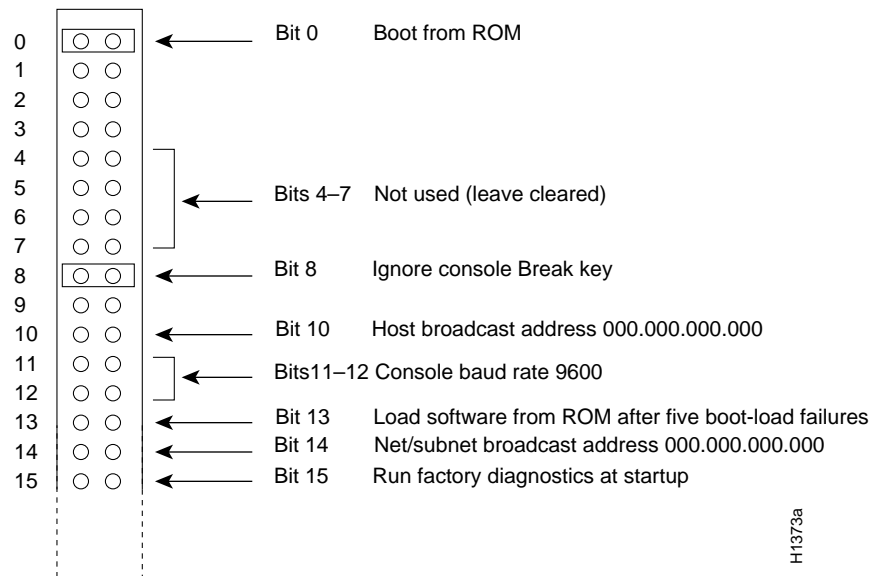 0 Bit 0 Boot from ROM
1
2
3
4
5 Bits 4–7 Not used (leave cleared)
6
7
8 Bit 8 Ignore console Break key
9
10 Bit 10 Host broadcast address 000.000.000.000
11 Bits11–12 Console baud rate 9600
12
13 Bit 13 Load software from ROM after five boot-load failures
14 Bit 14 Net/subnet broadcast address 000.000.000.000
15 Bit 15 Run factory diagnostics at startup
H1373a